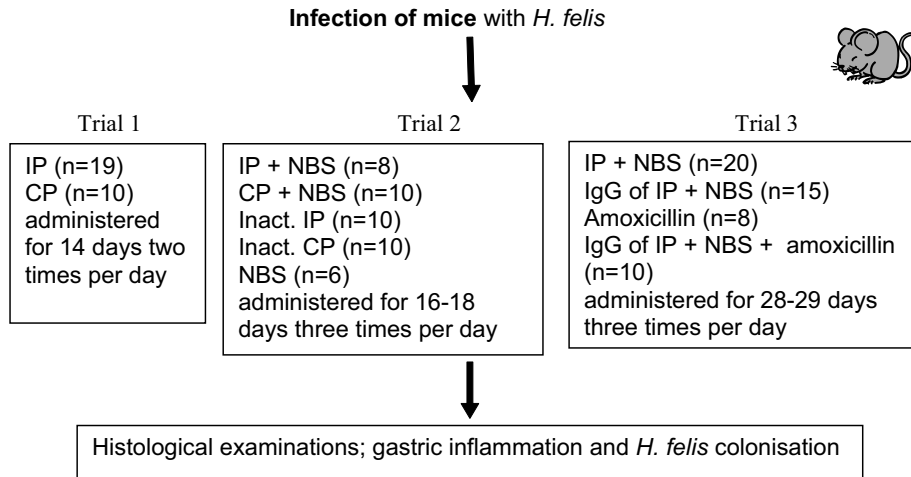 Infection of mice with H. felis
Trial 1
IP (n=19)
CP (n=10)
administered
for 14 days two
times per day
Trial 2
IP + NBS (n=8)
CP + NBS (n=10)
Inact. IP (n=10)
Inact. CP (n=10)
NBS (n=6)
administered for 16-18
days three times per day
Trial 3
IP + NBS (n=20)
IgG of IP + NBS (n=15)
Amoxicillin (n=8)
IgG of IP + NBS + amoxicillin
(n=10)
administered for 28-29 days
three times per day
Histological examinations; gastric inflammation and H. felis colonisation